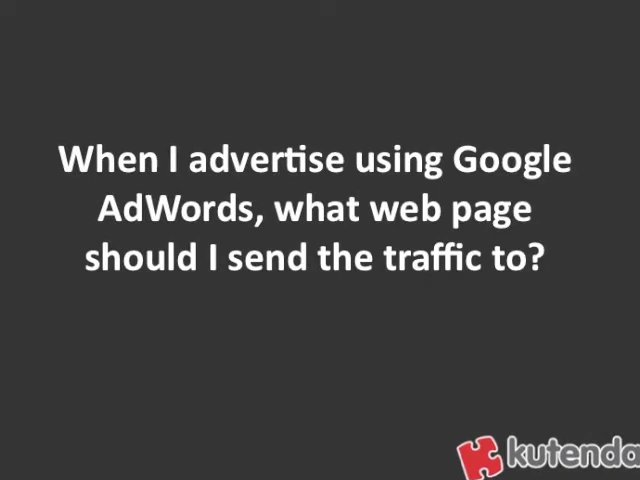 When I advertise using Google
AdWords, what web page
should I send the traffic to?
kutenda